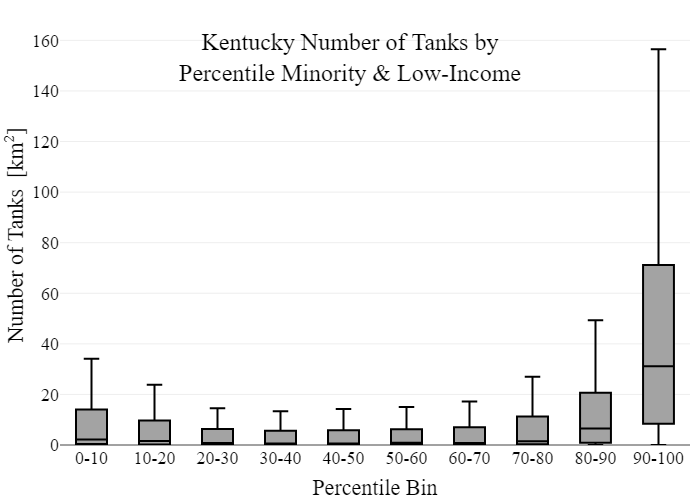 Kentucky Number of Tanks by
Percentile Minority & Low-Income
Number of Tanks [km²]
160
140
120
100
80
60
40
20
0
0-10 10-20 20-30 30-40 40-50 50-60 60-70 70-80 80-90 90-100
Percentile Bin